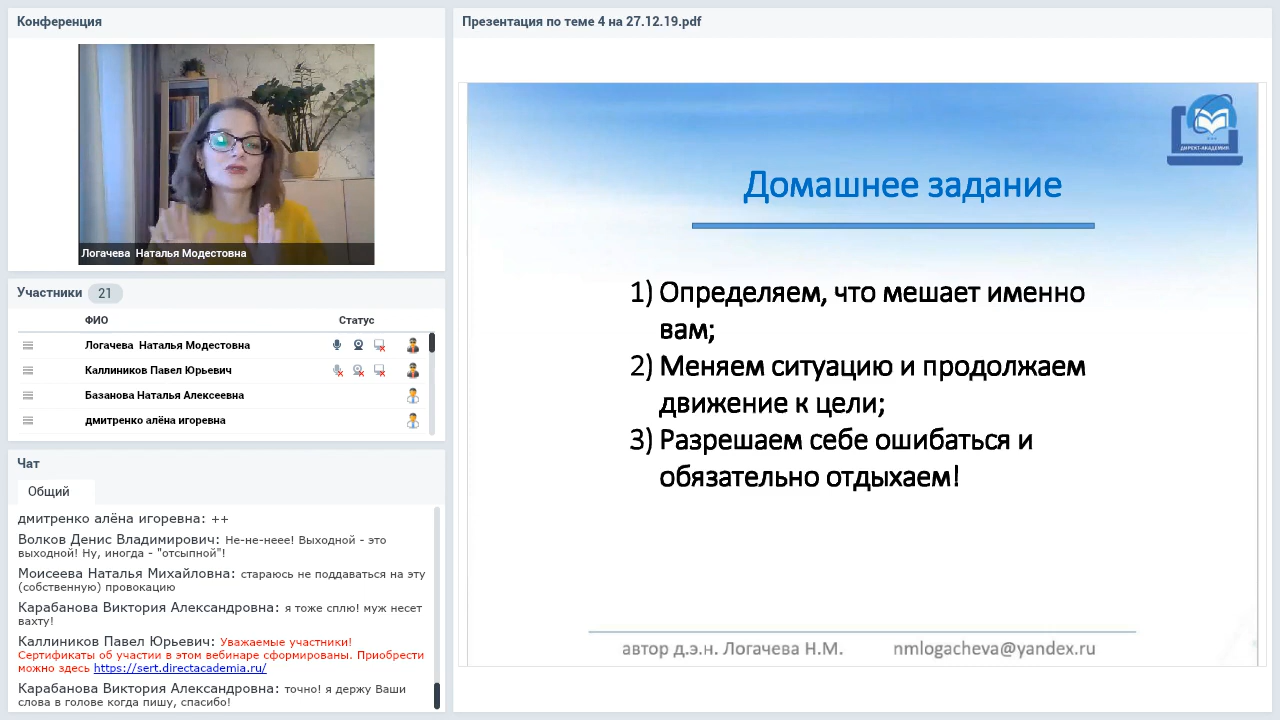 Конференция
Логачева Наталья Модестовна
Участники 21
ФИО Статус
Логачева Наталья Модестовна
Каллиников Павел Юрьевич
Базанова Наталья Алексеевна
дмитренко алёна игоревна
Чат
Общий
дмитренко алёна игоревна: ++
Волков Денис Владимирович: Не-не-неее! Выходной - это
выходной! Ну, иногда - "отсыпной"!
Моисеева Наталья Михайловна: стараюсь не поддаваться на эту
(собственную) провокацию
Карабанова Виктория Александровна: я тоже сплю! муж несет
вахту!
Каллиников Павел Юрьевич: Уважаемые участники!
Сертификаты об участии в этом вебинаре сформированы. Приобрести
можно здесь https://sert.directacademia.ru/
Карабанова Виктория Александровна: точно! я держу Ваши
слова в голове когда пишу, спасибо!
Презентация по теме 4 на 27.12.19.pdf
ДИРЕКТ-АКАДЕМИЯ
Домашнее задание
1) Определяем, что мешает именно
вам;
2) Меняем ситуацию и продолжаем
движение к цели;
3) Разрешаем себе ошибаться и
обязательно отдыхаем!
автор д.э.н. Логачева Н.М. nmlogacheva@yandex.ru